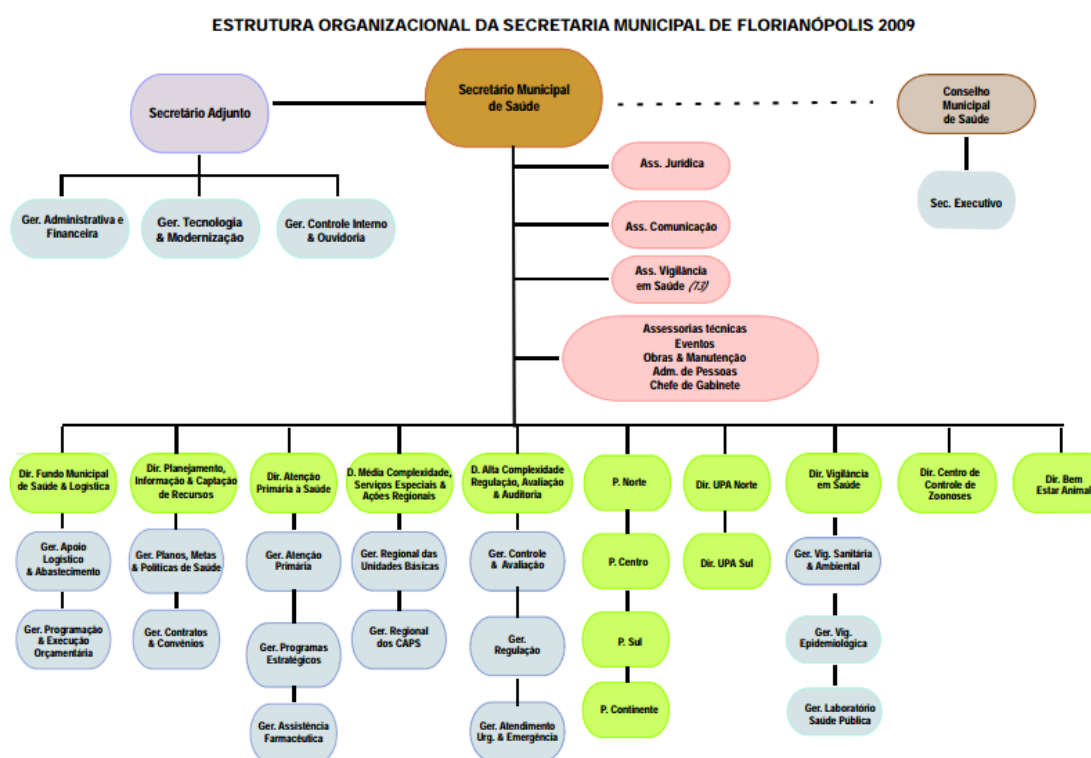 ESTRUTURA ORGANIZACIONAL DA SECRETARIA MUNICIPAL DE FLORIANÓPOLIS 2009
Secretário Adjunto
Secretário Municipal
de Saúde
Conselho
Municipal
de Saúde
Sec. Executivo
Ger. Administrativa e
Financeira
Ger. Tecnologia
& Modernização
Ger. Controle Interno
& Ouvidoria
Ass. Jurídica
Ass. Comunicação
Ass. Vigilância
em Saúde (T3)
Assessorias técnicas
Eventos
Obras & Manutenção
Adm. de Pessoas
Chefe de Gabinete
Dir. Fundo Municipal
de Saúde & Logística
Ger. Apoio
Logístico
& Abastecimento
Ger. Programação
& Execução
Orçamentária
Dir. Planejamento,
Informação & Captação
de Recursos
Ger. Planos, Metas
& Políticas de Saúde
Ger. Contratos
& Convênios
Dir. Atenção
Primária à Saúde
Ger. Atenção
Primária
Ger. Programas
Estratégicos
Ger. Assistência
Farmacêutica
D. Média Complexidade,
Serviços Especiais &
Ações Regionais
Ger. Regional das
Unidades Básicas
Ger. Regional
dos CAPS
D. Alta Complexidade
Regulação, Avaliação
& Auditoria
Ger. Controle
& Avaliação
Ger.
Regulação
Ger. Atendimento
Urg. & Emergência
P. Norte
P. Centro
P. Sul
P. Continente
Dir. UPA Norte
Dir. UPA Sul
Dir. Vigilância
em Saúde
Ger. Vig. Sanitária
& Ambiental
Ger. Vig.
Epidemiológica
Ger. Laboratório
Saúde Pública
Dir. Centro de
Controle de
Zoonoses
Dir. Bem
Estar Animal